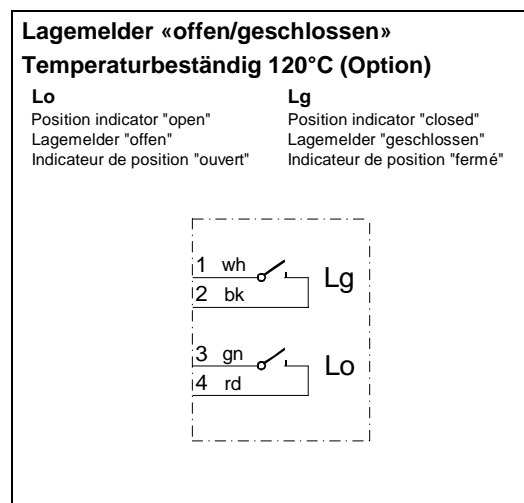 Lagemelder «offen/geschlossen»
Temperaturbeständig 120°C (Option)
Lo
Position indicator "open"
Lagemelder "offen"
Indicateur de position "ouvert"
Lg
Position indicator "closed"
Lagemelder "geschlossen"
Indicateur de position "fermé"
1 wh
2 bk
Lg
3 gn
4 rd
Lo